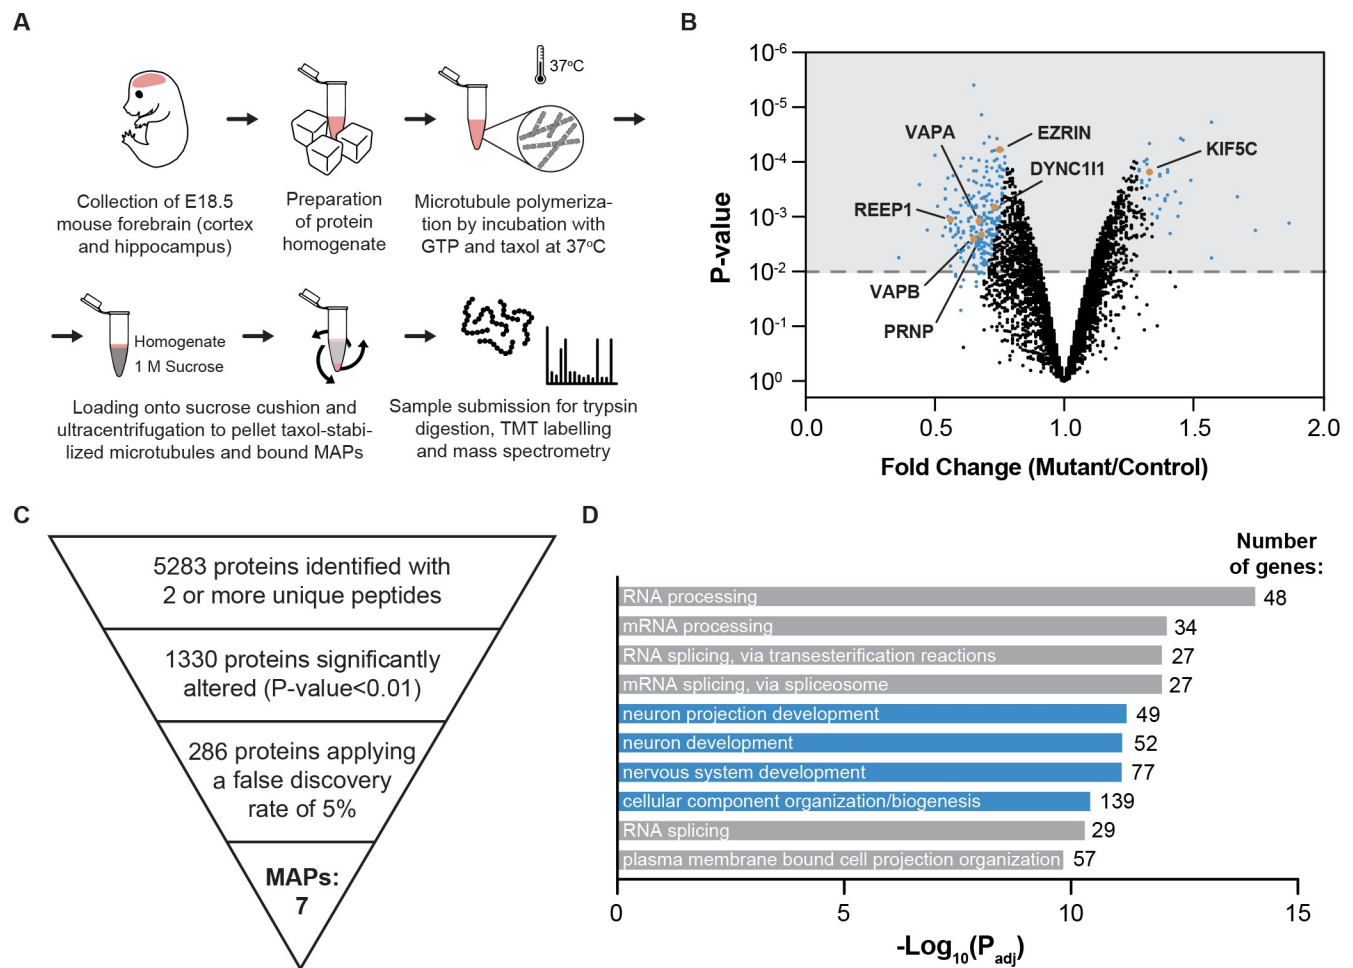 A
37°C
Collection of E18.5
mouse forebrain (cortex
and hippocampus)
Preparation
of protein
homogenate
Microtubule polymeriza-
tion by incubation with
GTP and taxol at 37°C
Homogenate
1 M Sucrose
Loading onto sucrose cushion and
ultracentrifugation to pellet taxol-stabi-
lized microtubules and bound MAPs
Sample submission for trypsin
digestion, TMT labelling
and mass spectrometry
B
P-value
10⁻⁶
10⁻⁵
10⁻⁴
10⁻³
10⁻²
10⁻¹
10⁰
VAPA
EZRIN
DYNC1I1
KIF5C
REEP1
VAPB
PRNP
0.0
0.5
1.0
1.5
2.0
Fold Change (Mutant/Control)
C
5283 proteins identified with
2 or more unique peptides
1330 proteins significantly
altered (P-value<0.01)
286 proteins applying
a false discovery
rate of 5%
MAPs:
7
D
Number
of genes:
RNA processing 48
mRNA processing 34
RNA splicing, via transesterification reactions 27
mRNA splicing, via spliceosome 27
neuron projection development 49
neuron development 52
nervous system development 77
cellular component organization/biogenesis 139
RNA splicing 29
plasma membrane bound cell projection organization 57
0 5 10 15
-Log₁₀(Padj)